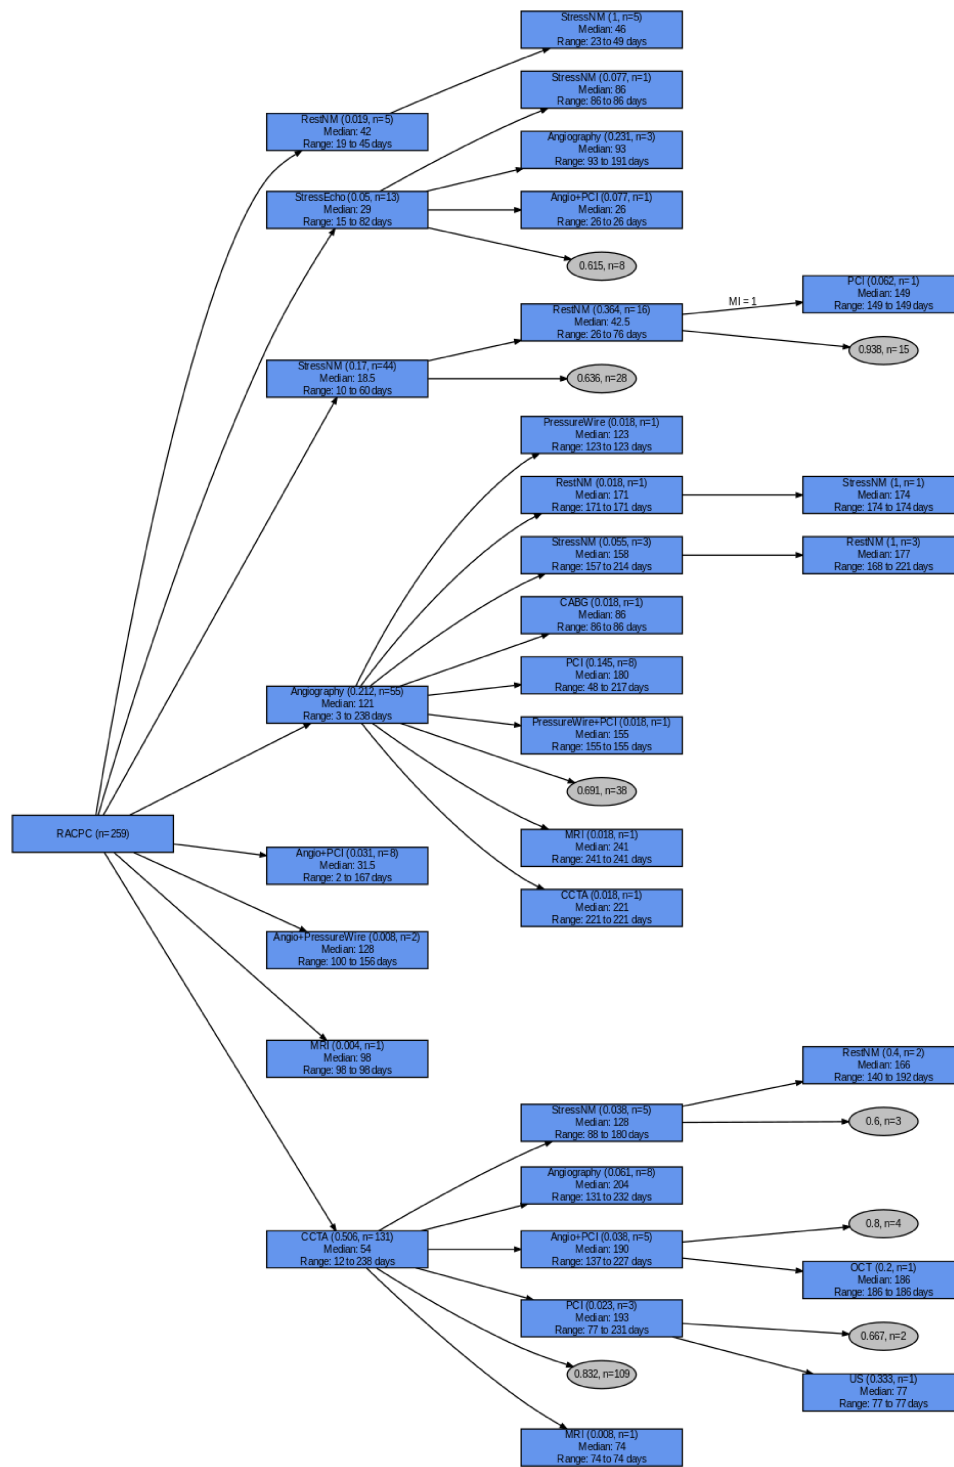 StressNM (1, n=5)
Median: 46
Range: 23 to 49 days
StressNM (0.077, n=1)
Median: 86
Range: 86 to 86 days
RestNM (0.019, n=5)
Median: 42
Range: 19 to 45 days
Angiography (0.231, n=3)
Median: 93
Range: 93 to 191 days
StressEcho (0.05, n=13)
Median: 29
Range: 15 to 82 days
Angio+PCI (0.077, n=1)
Median: 26
Range: 26 to 26 days
0.615, n=8
PCI (0.062, n=1)
Median: 149
Range: 149 to 149 days
MI = 1
RestNM (0.364, n=16)
Median: 42.5
Range: 26 to 76 days
0.938, n=15
StressNM (0.17, n=44)
Median: 18.5
Range: 10 to 60 days
0.636, n=28
PressureWire (0.018, n=1)
Median: 123
Range: 123 to 123 days
RestNM (0.018, n=1)
Median: 171
Range: 171 to 171 days
StressNM (1, n=1)
Median: 174
Range: 174 to 174 days
StressNM (0.055, n=3)
Median: 158
Range: 157 to 214 days
RestNM (1, n=3)
Median: 177
Range: 168 to 221 days
CABG (0.018, n=1)
Median: 86
Range: 86 to 86 days
PCI (0.145, n=8)
Median: 180
Range: 48 to 217 days
Angiography (0.212, n=55)
Median: 121
Range: 3 to 238 days
PressureWire+PCI (0.018, n=1)
Median: 155
Range: 155 to 155 days
0.691, n=38
RACPC (n=259)
MRI (0.018, n=1)
Median: 241
Range: 241 to 241 days
Angio+PCI (0.031, n=8)
Median: 31.5
Range: 2 to 167 days
CCTA (0.018, n=1)
Median: 221
Range: 221 to 221 days
Angio+PressureWire (0.008, n=2)
Median: 128
Range: 100 to 156 days
MRI (0.004, n=1)
Median: 98
Range: 98 to 98 days
RestNM (0.4, n=2)
Median: 166
Range: 140 to 192 days
StressNM (0.038, n=5)
Median: 128
Range: 88 to 180 days
0.6, n=3
Angiography (0.061, n=8)
Median: 204
Range: 131 to 232 days
0.8, n=4
CCTA (0.506, n=131)
Median: 54
Range: 12 to 238 days
Angio+PCI (0.038, n=5)
Median: 190
Range: 137 to 227 days
OCT (0.2, n=1)
Median: 186
Range: 186 to 186 days
PCI (0.023, n=3)
Median: 193
Range: 77 to 231 days
0.667, n=2
0.832, n=109
US (0.333, n=1)
Median: 77
Range: 77 to 77 days
MRI (0.008, n=1)
Median: 74
Range: 74 to 74 days